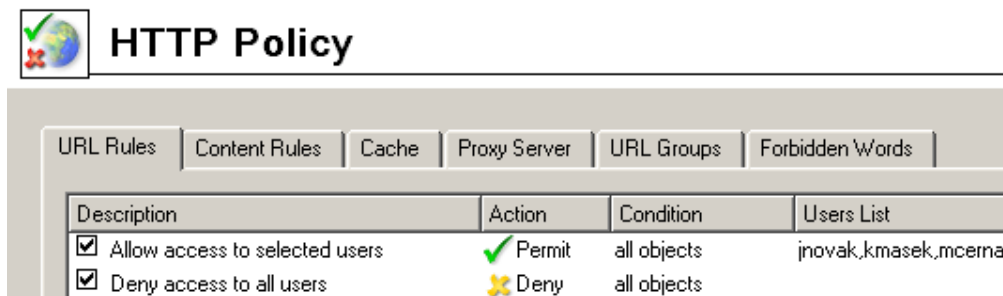 HTTP Policy
URL Rules Content Rules Cache Proxy Server URL Groups Forbidden Words
Description Action Condition Users List
Allow access to selected users Permit all objects jnovak,kmasek,mcerna
Deny access to all users Deny all objects